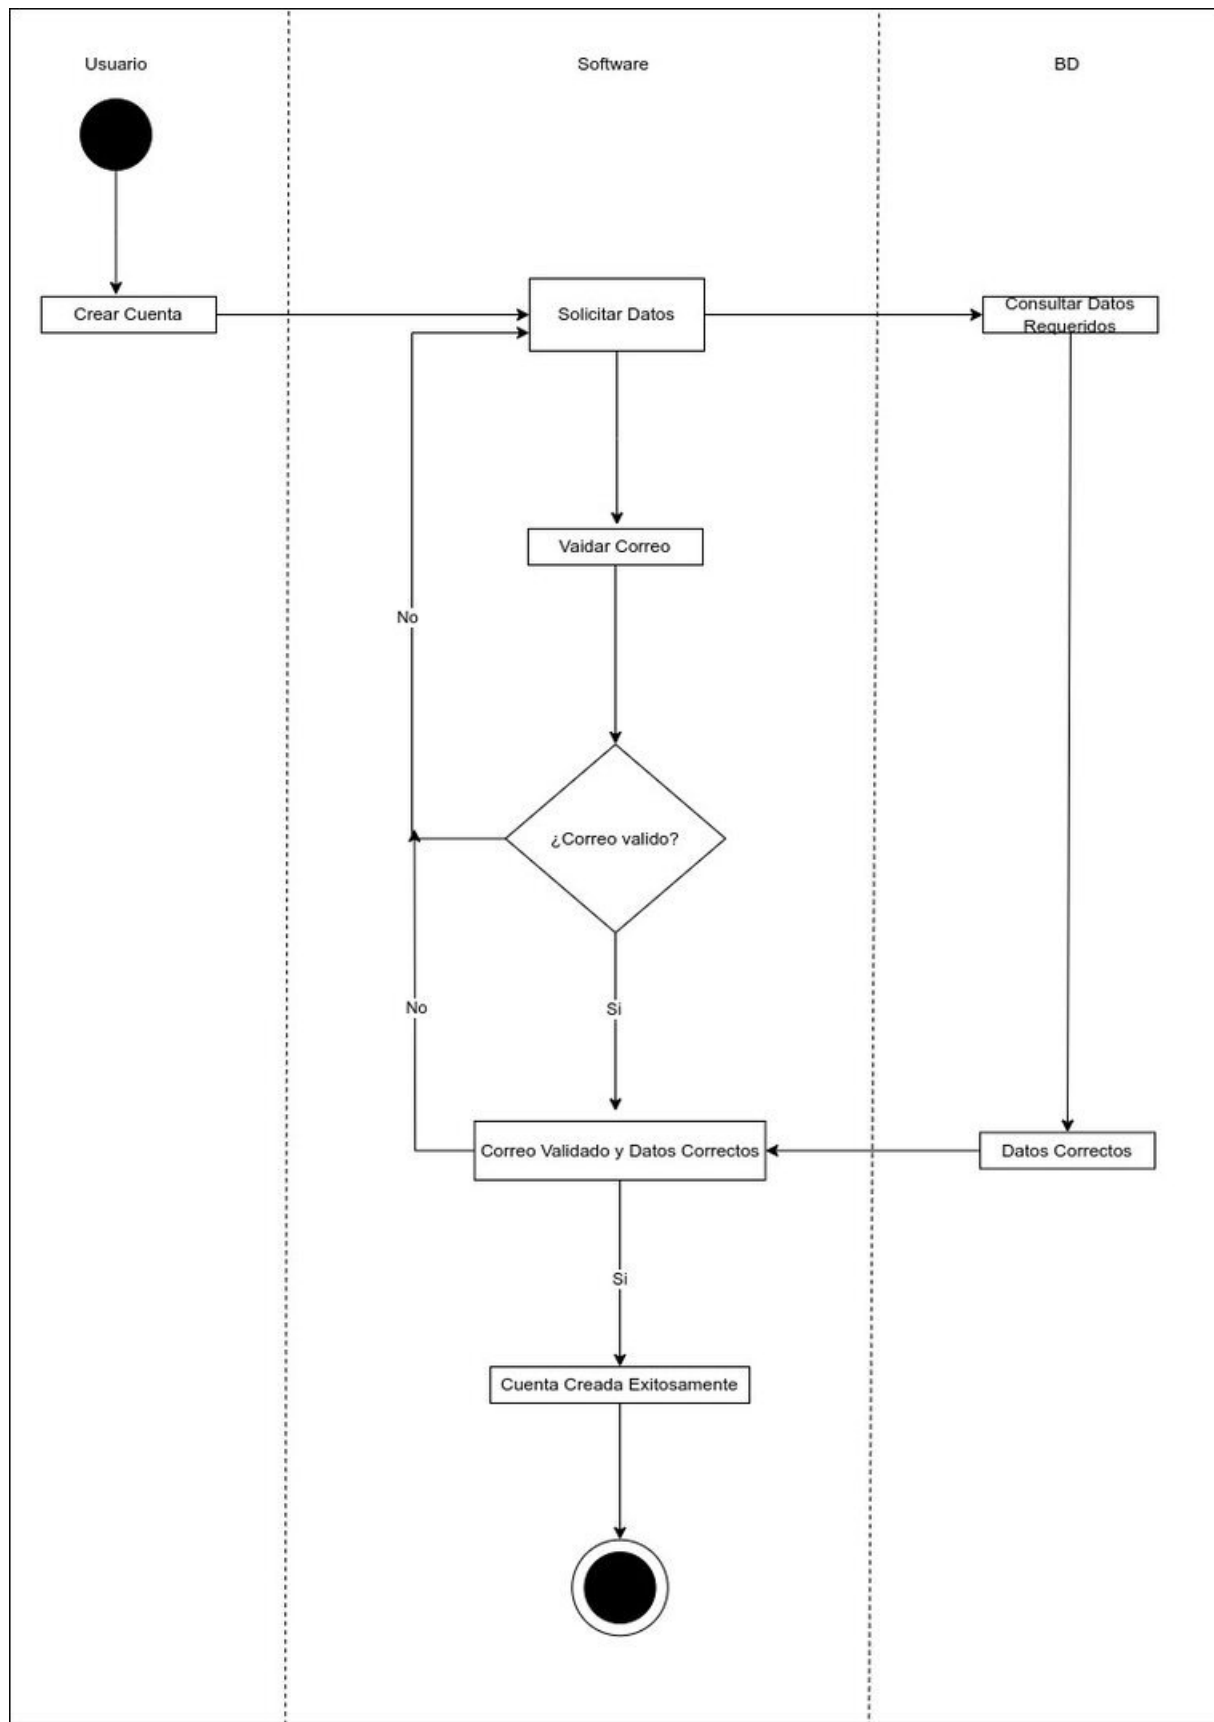 Usuario
Software
BD
Crear Cuenta
Solicitar Datos
Consultar Datos
Requeridos
Vaidar Correo
No
¿Correo valido?
No
Si
Correo Validado y Datos Correctos
Datos Correctos
Si
Cuenta Creada Exitosamente